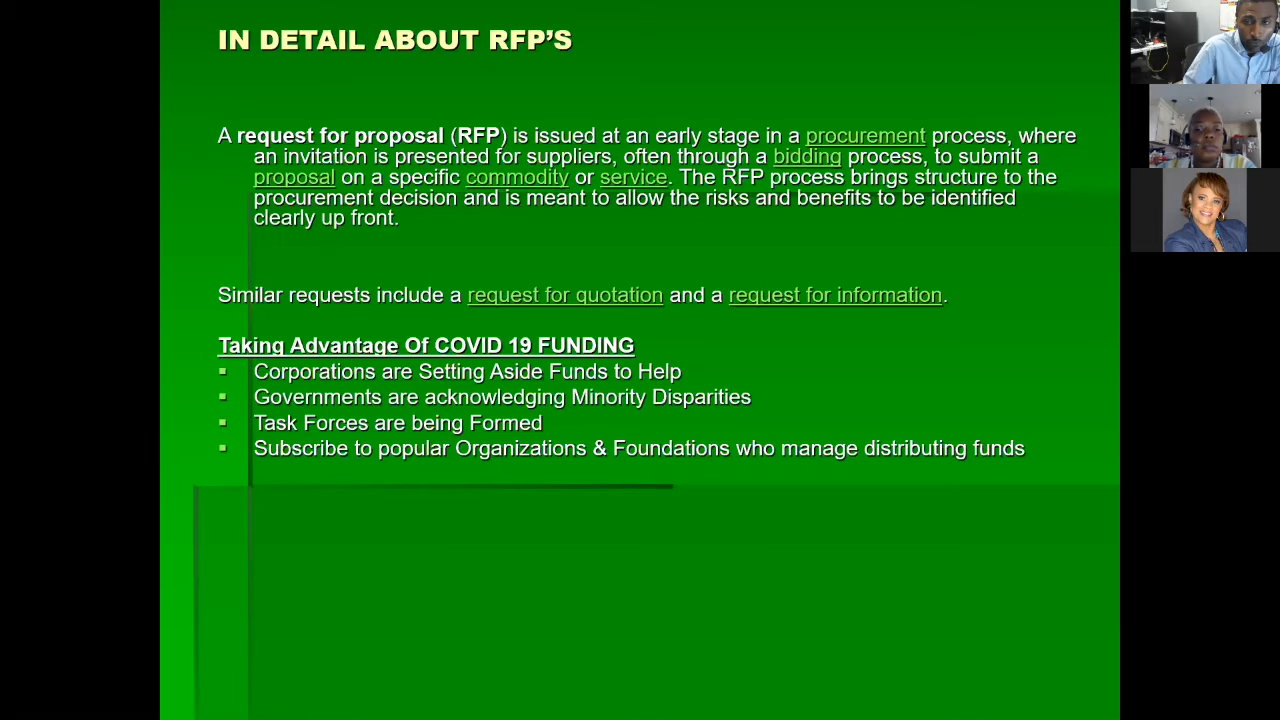 IN DETAIL ABOUT RFP'S
A request for proposal (RFP) is issued at an early stage in a procurement process, where
an invitation is presented for suppliers, often through a bidding process, to submit a
proposal on a specific commodity or service. The RFP process brings structure to the
procurement decision and is meant to allow the risks and benefits to be identified
clearly up front.
Similar requests include a request for quotation and a request for information.
Taking Advantage Of COVID 19 FUNDING
▪ Corporations are Setting Aside Funds to Help
▪ Governments are acknowledging Minority Disparities
▪ Task Forces are being Formed
▪ Subscribe to popular Organizations & Foundations who manage distributing funds